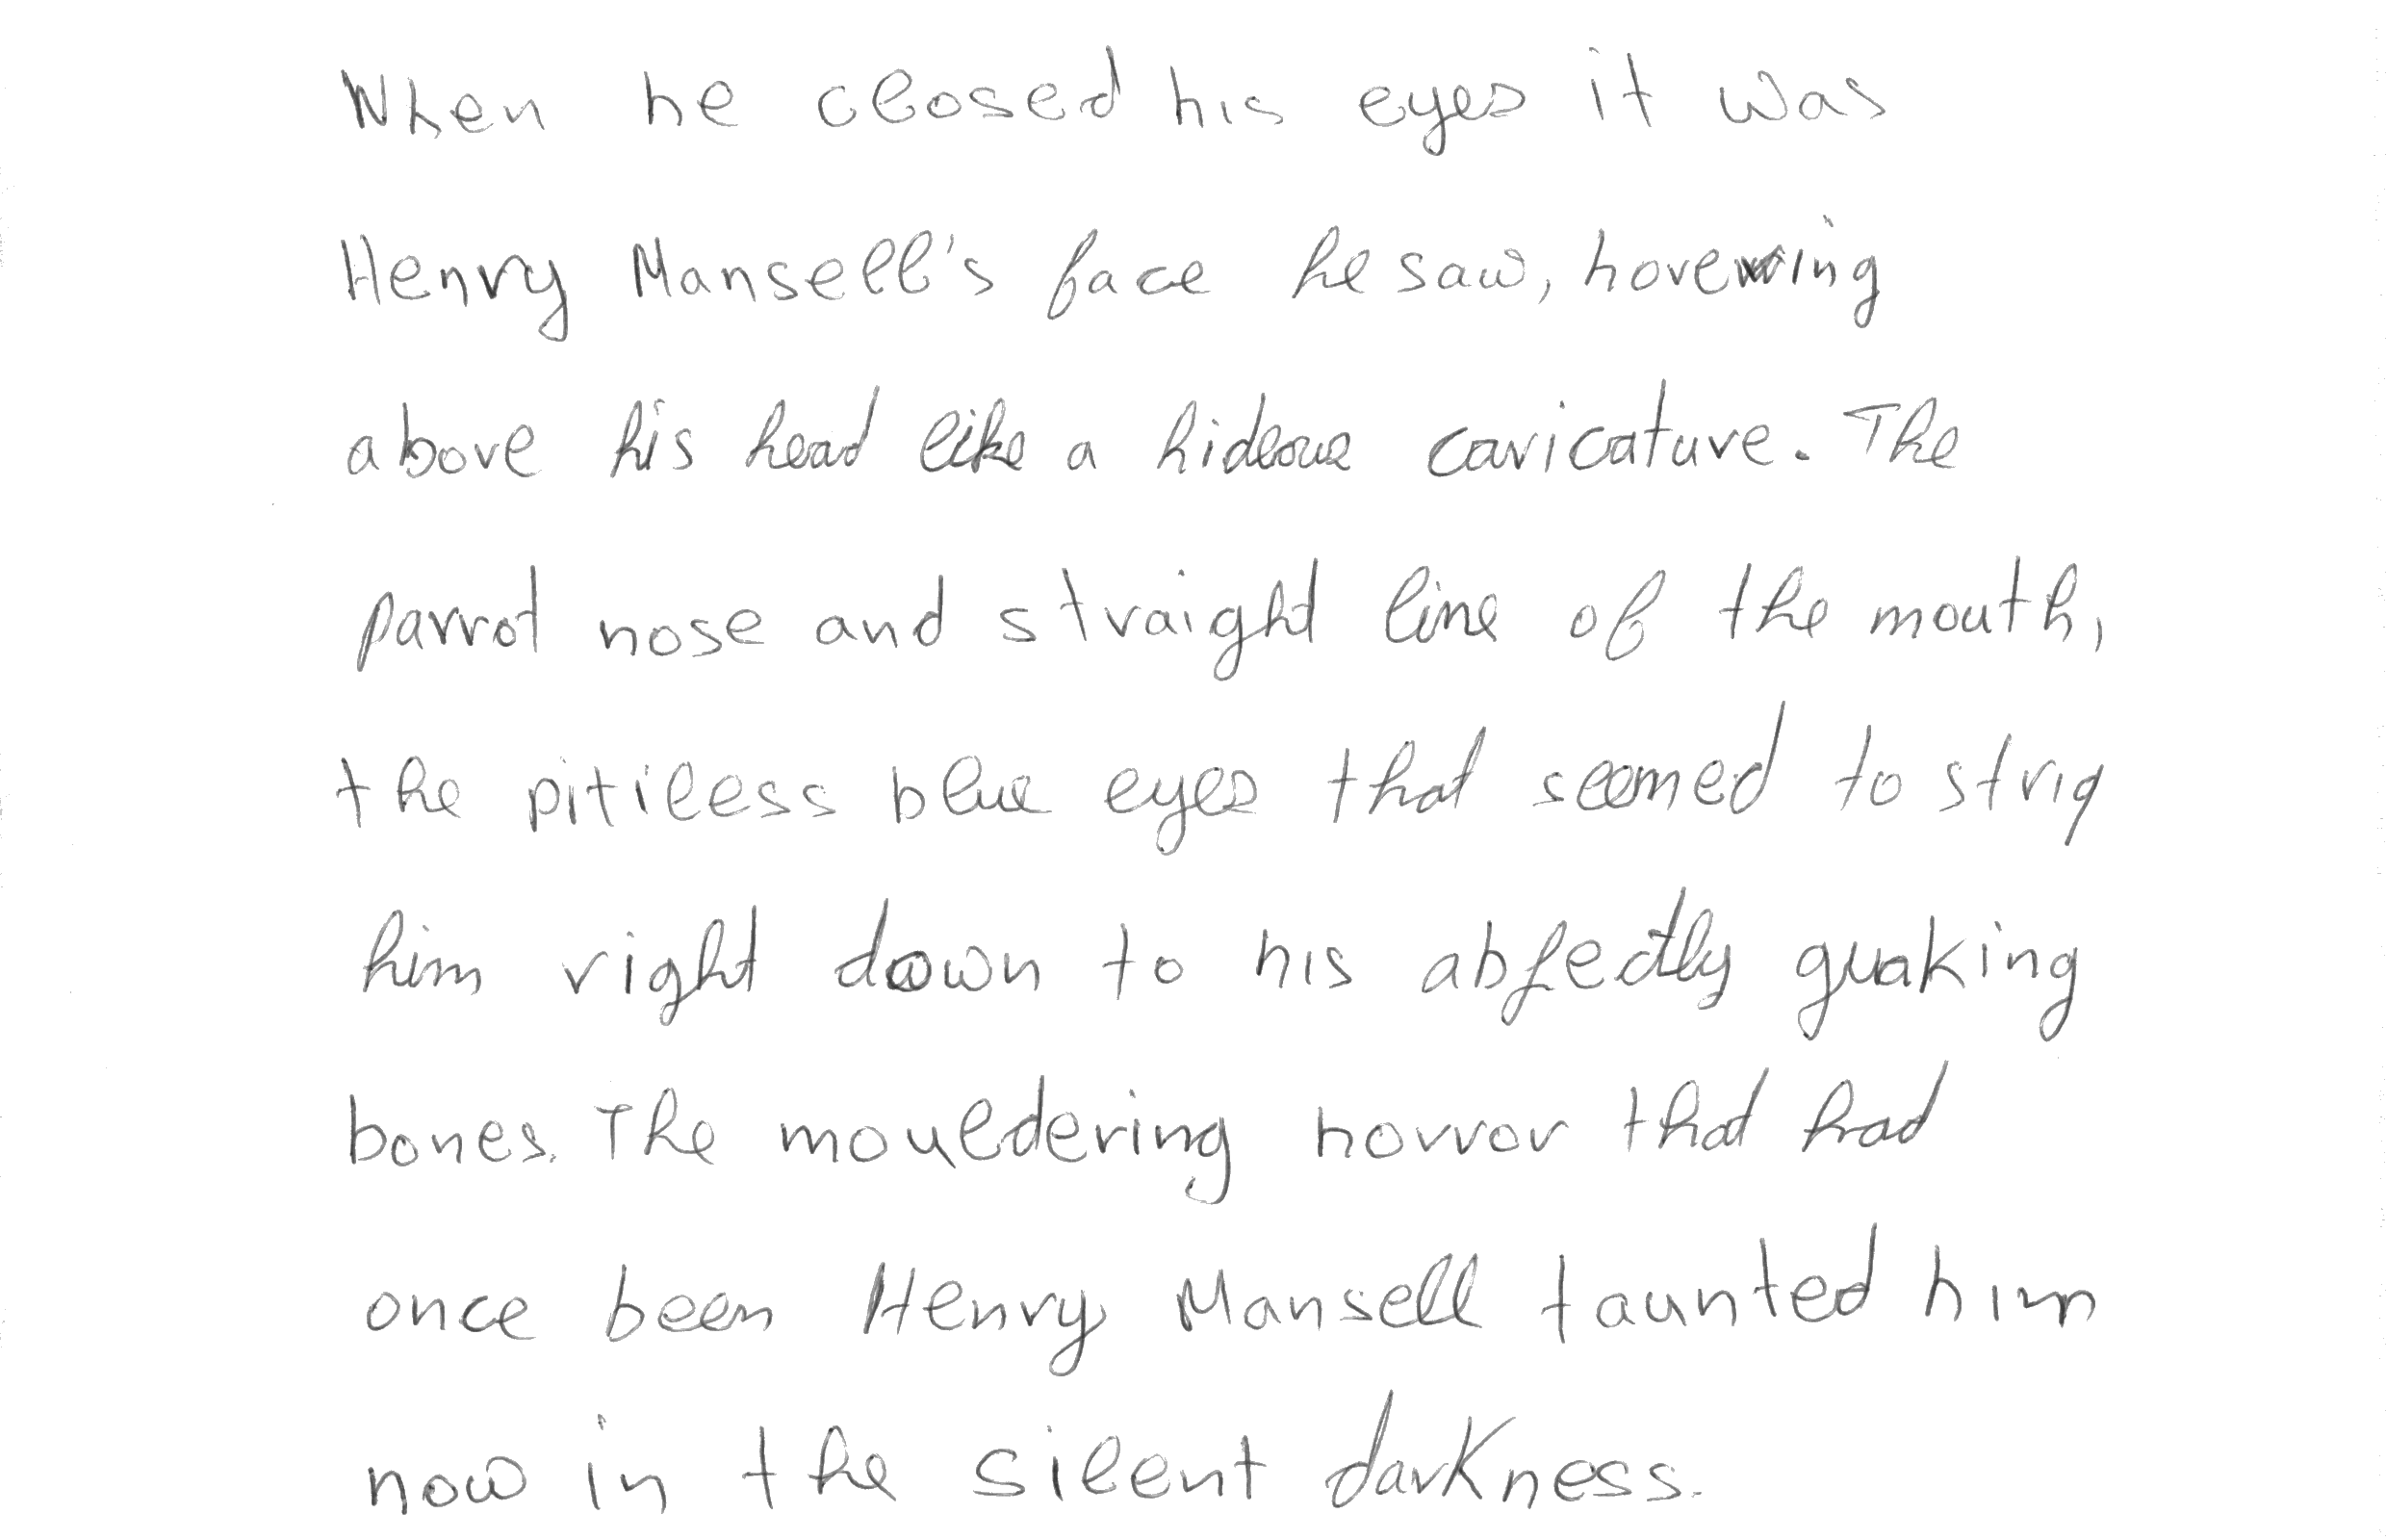 When he closed his eyes it was
Henry Mansell's face he saw, hovering
above his head like a hideous caricature. The
parrot nose and straight line of the mouth,
the pitiless blue eyes that seemed to strip
him right down to his abjectly quaking
bones. The mouldering horror that had
once been Henry Mansell taunted him
now in the silent darkness.